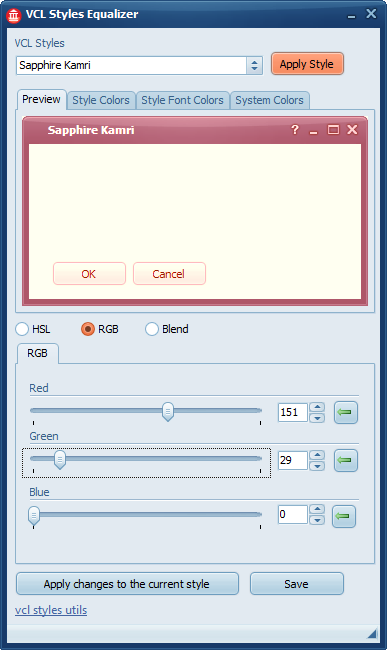 VCL Styles Equalizer
VCL Styles
Sapphire Kamri
Apply Style
Preview Style Colors Style Font Colors System Colors
Sapphire Kamri ?
OK Cancel
HSL RGB Blend
RGB
Red
151
Green
29
Blue
0
Apply changes to the current style Save
vcl styles utils